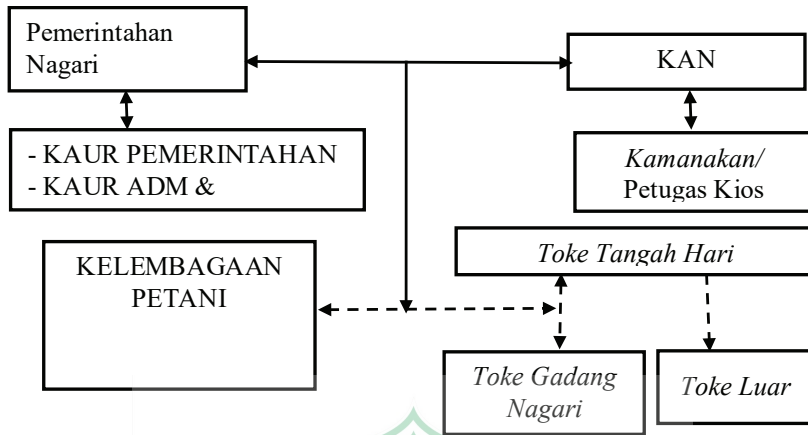 Pemerintahan
Nagari
KAN
- KAUR PEMERINTAHAN
- KAUR ADM &
Kamanakan/
Petugas Kios
KELEMBAGAAN
PETANI
Toke Tangah Hari
Toke Gadang
Nagari
Toke Luar